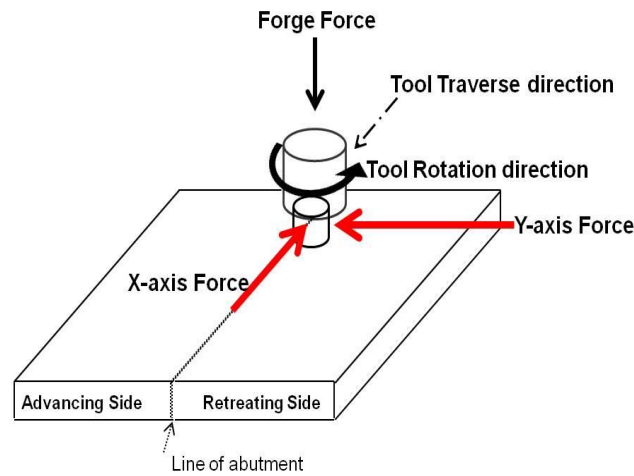 Forge Force
Tool Traverse direction
Tool Rotation direction
Y-axis Force
X-axis Force
Advancing Side
Retreating Side
Line of abutment